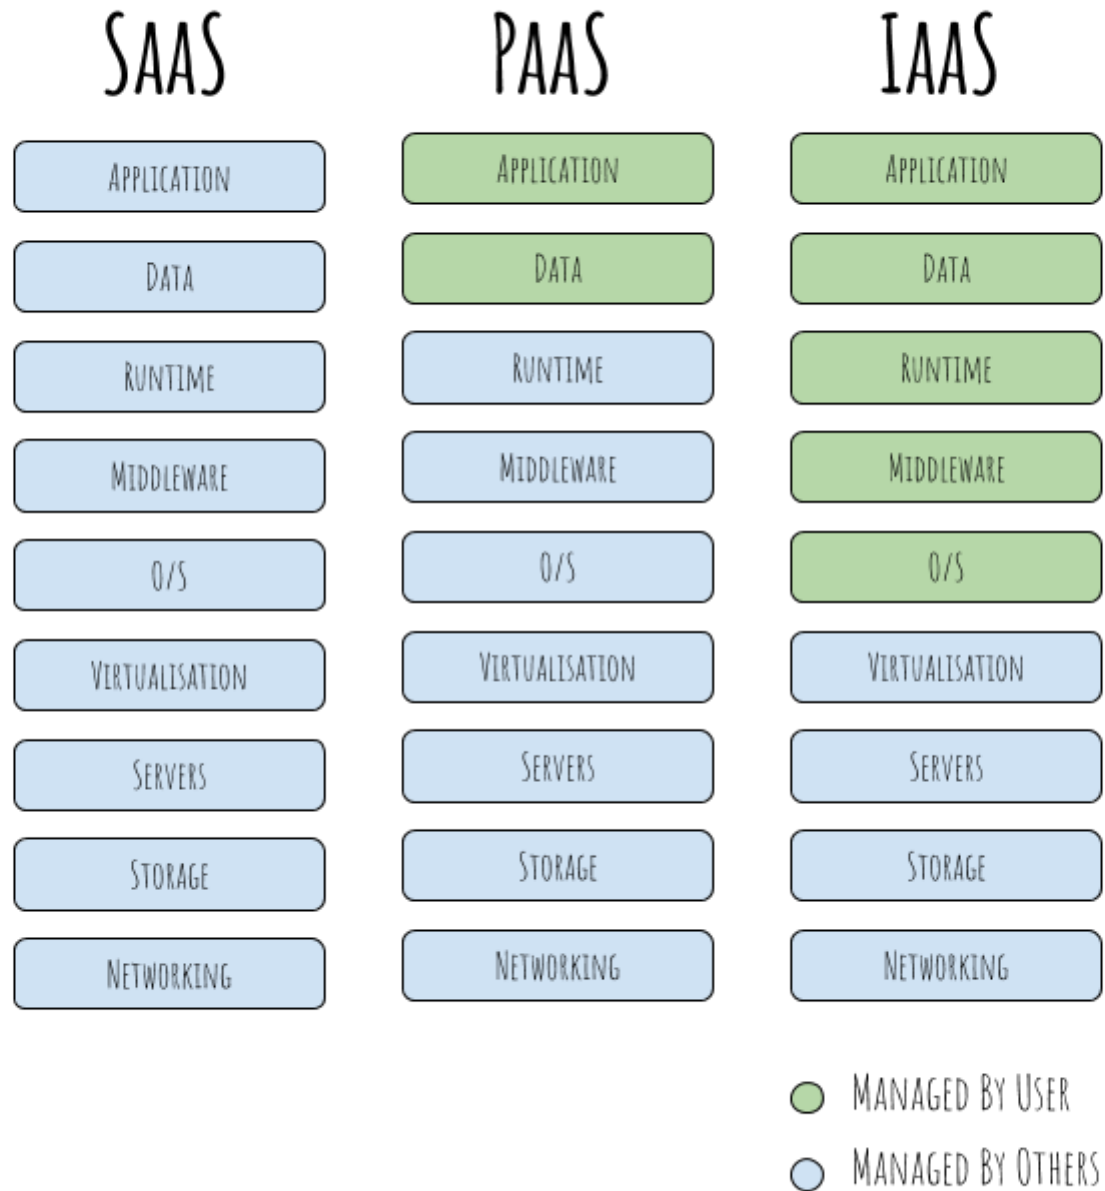 SaaS
Application
Data
Runtime
Middleware
O/S
Virtualisation
Servers
Storage
Networking
PaaS
Application
Data
Runtime
Middleware
O/S
Virtualisation
Servers
Storage
Networking
IaaS
Application
Data
Runtime
Middleware
O/S
Virtualisation
Servers
Storage
Networking
Managed By User
Managed By Others